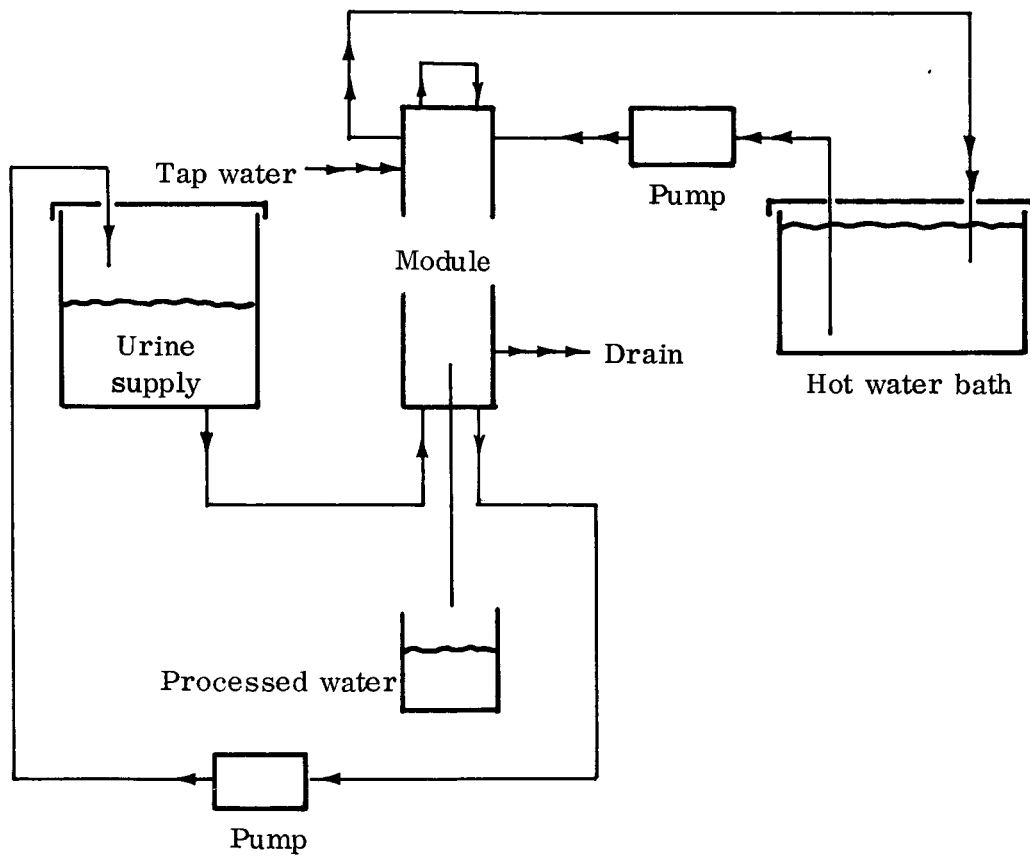 Tap water
Pump
Module
Urine
supply
Drain
Hot water bath
Processed water
Pump